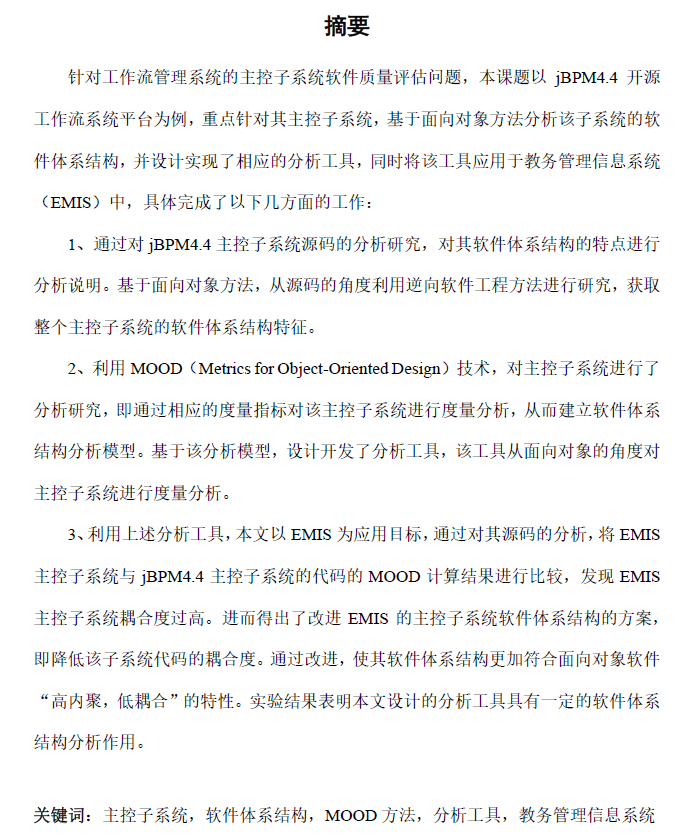 摘要
针对工作流管理系统的主控子系统软件质量评估问题，本课题以 jBPM4.4 开源
工作流系统平台为例，重点针对其主控子系统，基于面向对象方法分析该子系统的软
件体系结构，并设计实现了相应的分析工具，同时将该工具应用于教务管理信息系统
（EMIS）中，具体完成了以下几方面的工作：
1、通过对 jBPM4.4 主控子系统源码的分析研究，对其软件体系结构的特点进行
分析说明。基于面向对象方法，从源码的角度利用逆向软件工程方法进行研究，获取
整个主控子系统的软件体系结构特征。
2、利用 MOOD（Metrics for Object-Oriented Design）技术，对主控子系统进行了
分析研究，即通过相应的度量指标对该主控子系统进行度量分析，从而建立软件体系
结构分析模型。基于该分析模型，设计开发了分析工具，该工具从面向对象的角度对
主控子系统进行度量分析。
3、利用上述分析工具，本文以 EMIS 为应用目标，通过对其源码的分析，将 EMIS
主控子系统与 jBPM4.4 主控子系统的代码的 MOOD 计算结果进行比较，发现 EMIS
主控子系统耦合度过高。进而得出了改进 EMIS 的主控子系统软件体系结构的方案，
即降低该子系统代码的耦合度。通过改进，使其软件体系结构更加符合面向对象软件
“高内聚，低耦合”的特性。实验结果表明本文设计的分析工具具有一定的软件体系
结构分析作用。
关键词：主控子系统，软件体系结构，MOOD 方法，分析工具，教务管理信息系统